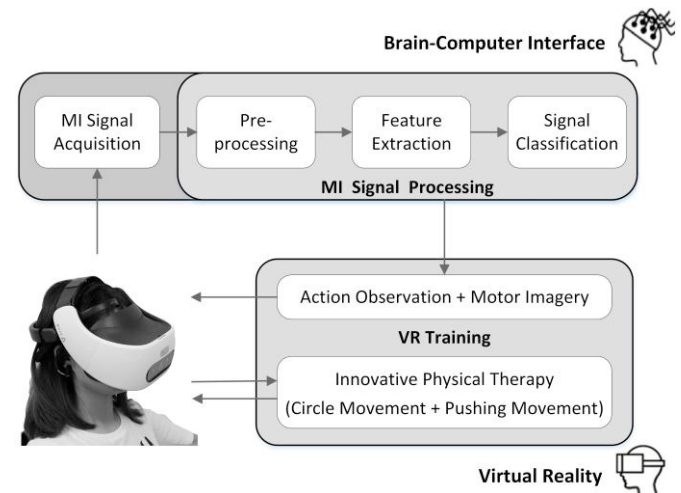 Brain-Computer Interface
MI Signal
Acquisition
Pre-
processing
Feature
Extraction
Signal
Classification
MI Signal Processing
Action Observation + Motor Imagery
VR Training
Innovative Physical Therapy
(Circle Movement + Pushing Movement)
Virtual Reality